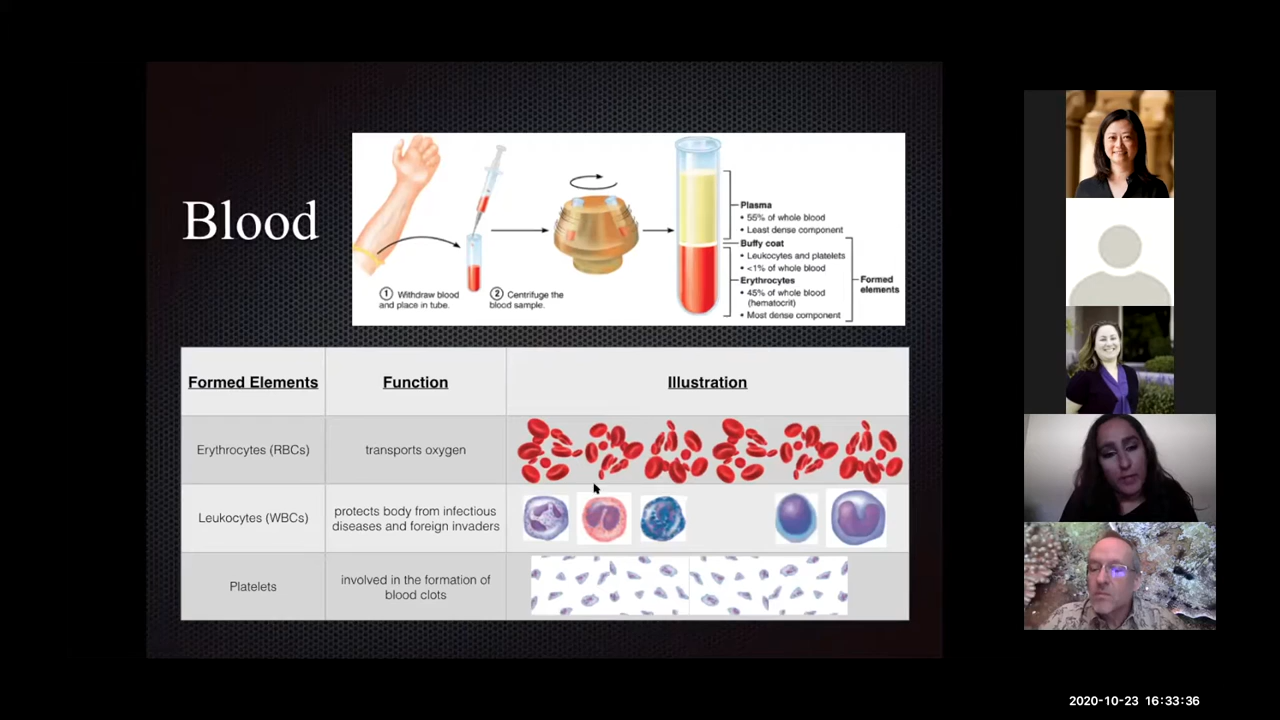 Blood
① Withdraw blood
and place in tube.
② Centrifuge the
blood sample.
Plasma
• 55% of whole blood
• Least dense component
Buffy coat
• Leukocytes and platelets
• <1% of whole blood
Erythrocytes
• 45% of whole blood
(hematocrit)
• Most dense component
Formed
elements
Formed Elements
Function
Illustration
Erythrocytes (RBCs)
transports oxygen
Leukocytes (WBCs)
protects body from infectious
diseases and foreign invaders
Platelets
involved in the formation of
blood clots
2020-10-23 16:33:36